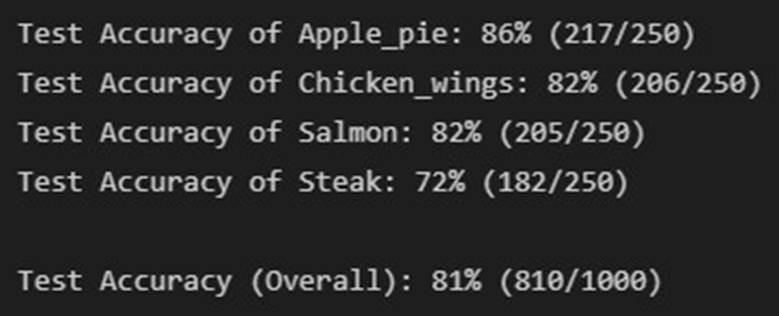 Test Accuracy of Apple_pie: 86% (217/250)
Test Accuracy of Chicken_wings: 82% (206/250)
Test Accuracy of Salmon: 82% (205/250)
Test Accuracy of Steak: 72% (182/250)
Test Accuracy (Overall): 81% (810/1000)